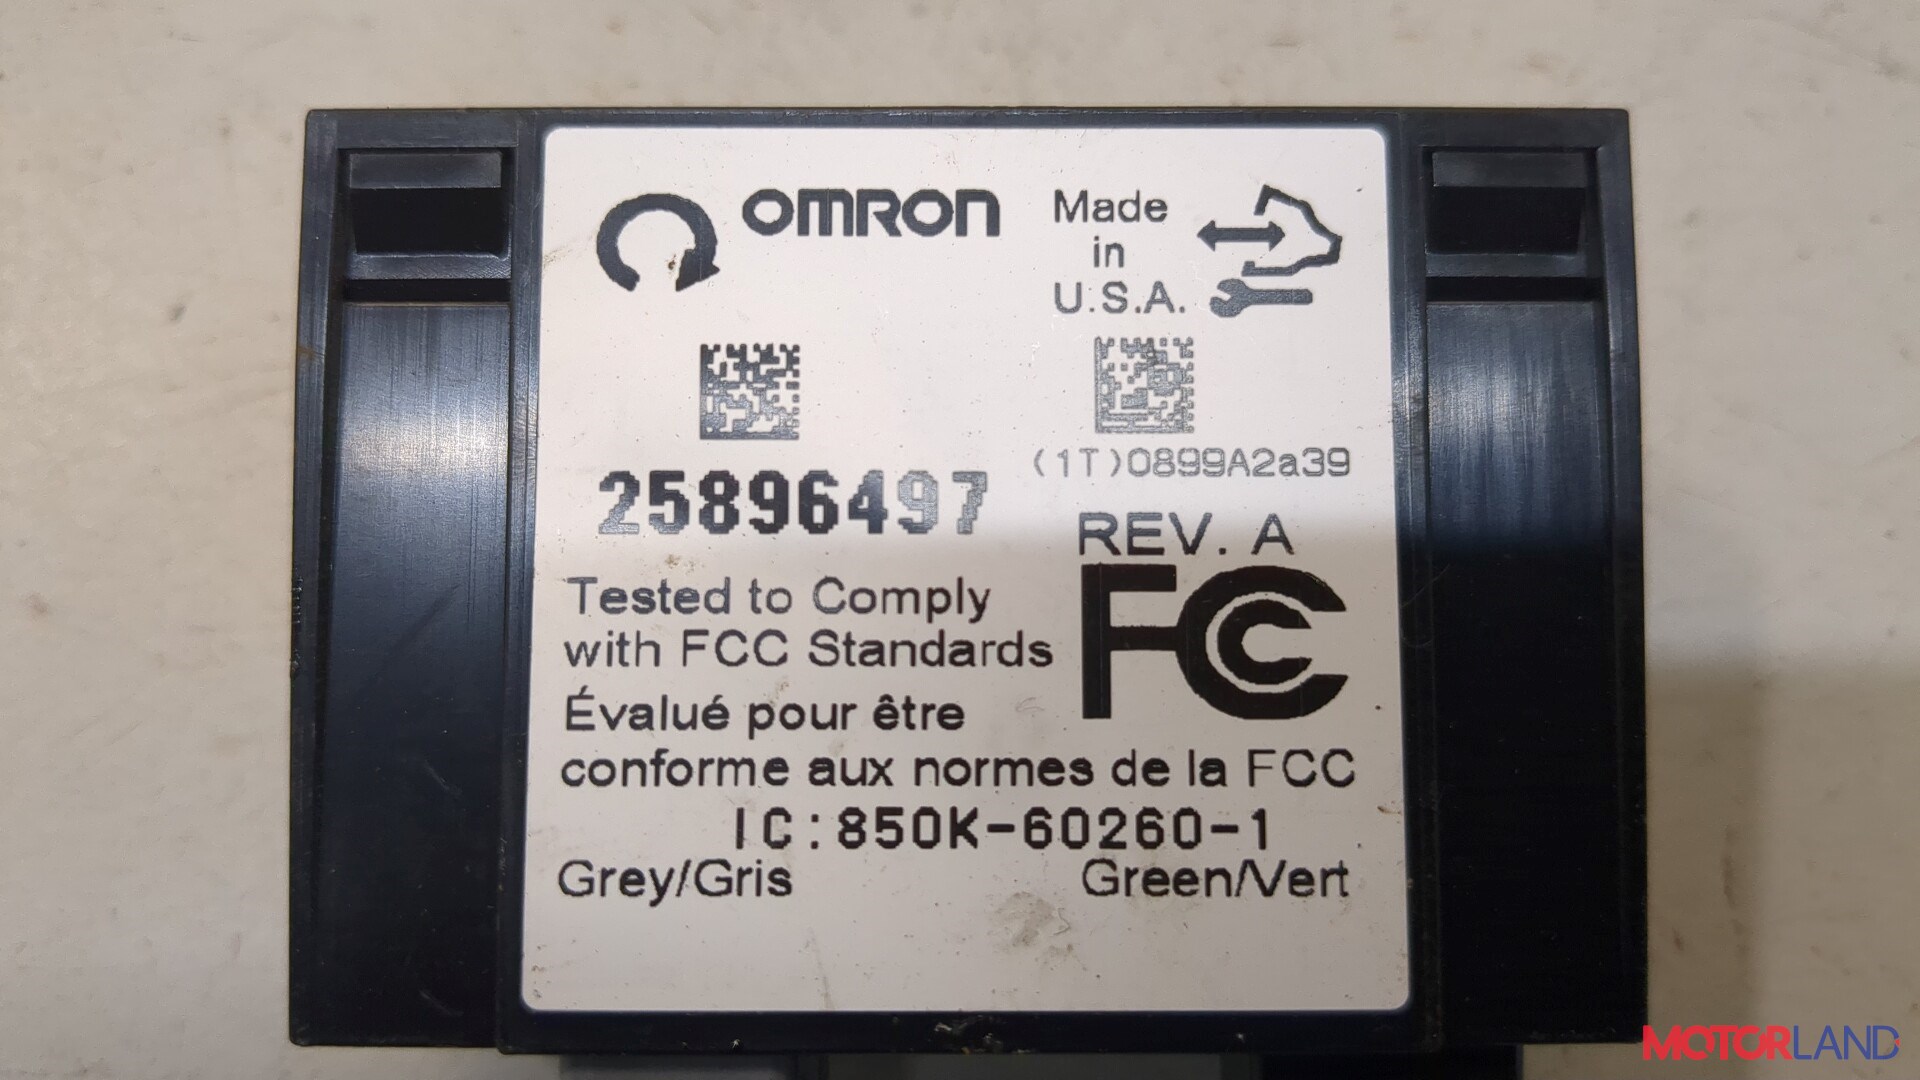 OMRON
Made
in
U.S.A.
25896497
(1T)0899A2a39
REV. A
FCC
Tested to Comply
with FCC Standards
Évalué pour être
conforme aux normes de la FCC
IC:850K-60260-1
Grey/Gris
Green/Vert
MOTORLAND